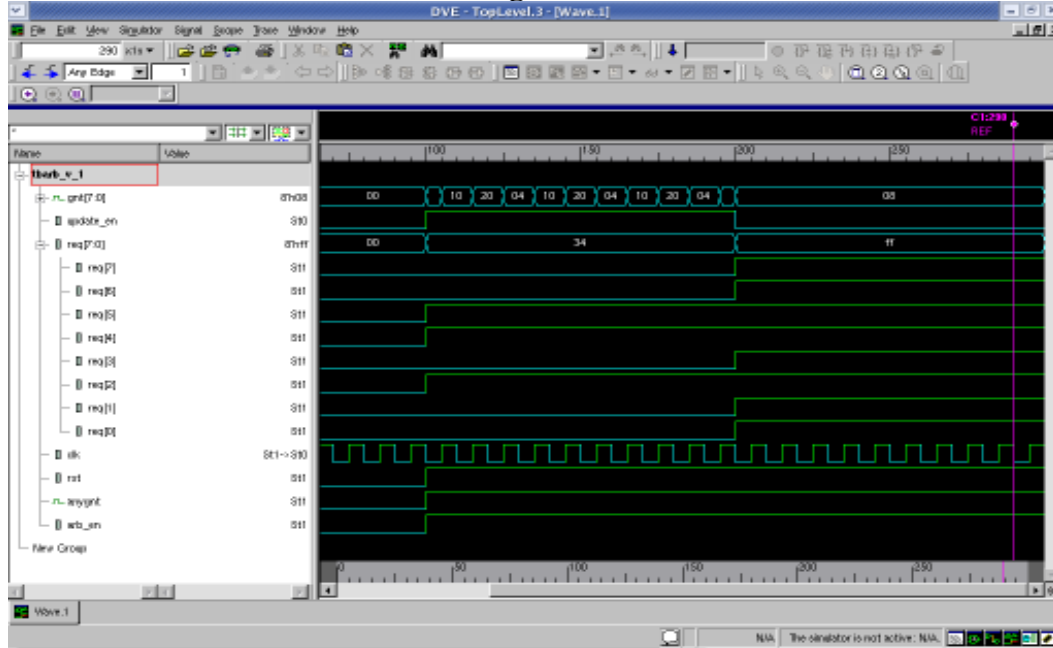 DVE - TopLevel.3 - [Wave.1]
File Edit View Simulator Signal Scope Trace Window Help
290 x1s
Any Edge 1
C1:290
REF
*
Name Value
100 150 200 250
tbarb_v_1
gnt[7:0] 8'h08 00 10 20 04 10 20 04 10 20 04 08
update_en St0
req[7:0] 8'hff 00 34 ff
req[7] St1
req[6] St1
req[5] St1
req[4] St1
req[3] St1
req[2] St1
req[1] St1
req[0] St1
clk St1->St0
rst St1
anygnt St1
arb_en St1
New Group
0 50 100 150 200 250
Wave.1
N/A The simulator is not active: N/A.